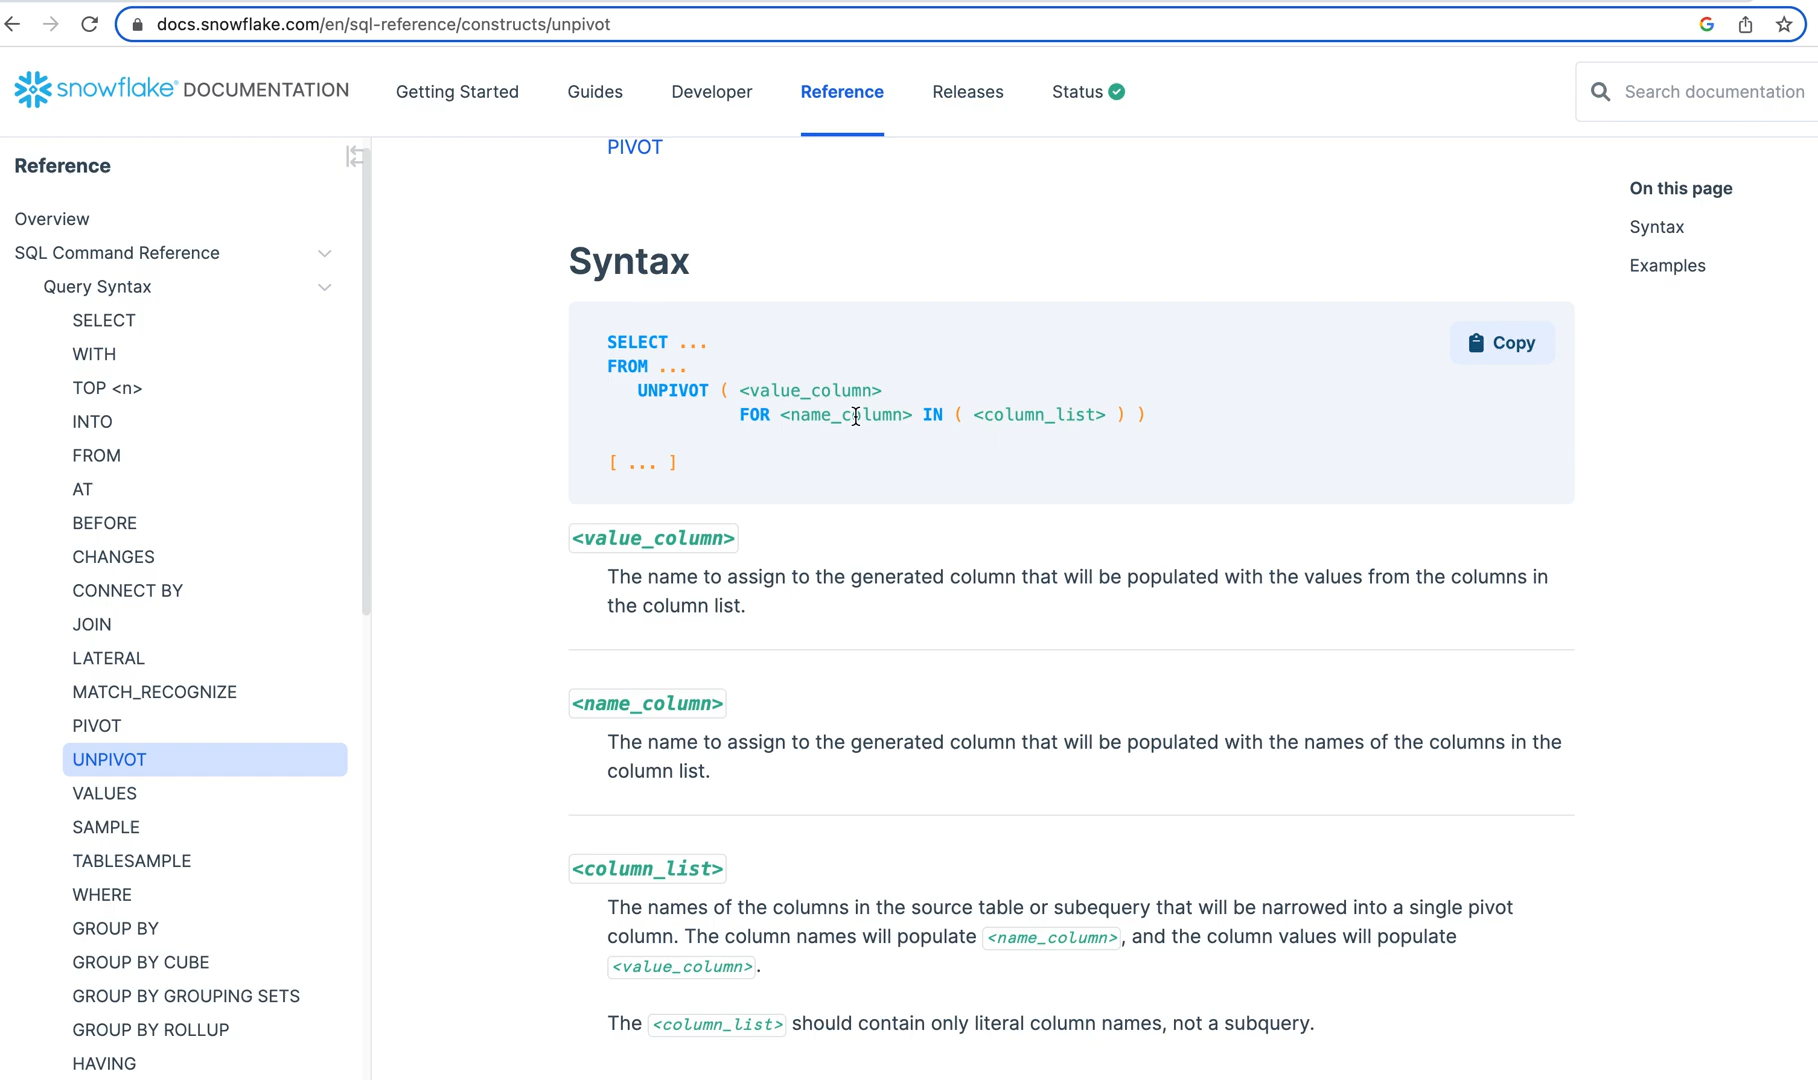 docs.snowflake.com/en/sql-reference/constructs/unpivot
snowflake® DOCUMENTATION
Getting Started
Guides
Developer
Reference
Releases
Status
Search documentation
Reference
Overview
SQL Command Reference
Query Syntax
SELECT
WITH
TOP <n>
INTO
FROM
AT
BEFORE
CHANGES
CONNECT BY
JOIN
LATERAL
MATCH_RECOGNIZE
PIVOT
UNPIVOT
VALUES
SAMPLE
TABLESAMPLE
WHERE
GROUP BY
GROUP BY CUBE
GROUP BY GROUPING SETS
GROUP BY ROLLUP
HAVING
PIVOT
Syntax
Copy
SELECT ...
FROM ...
UNPIVOT ( <value_column>
FOR <name_column> IN ( <column_list> ) )
[ ... ]
<value_column>
The name to assign to the generated column that will be populated with the values from the columns in
the column list.
<name_column>
The name to assign to the generated column that will be populated with the names of the columns in the
column list.
<column_list>
The names of the columns in the source table or subequery that will be narrowed into a single pivot
column. The column names will populate <name_column>, and the column values will populate
<value_column>.
The <column_list> should contain only literal column names, not a subquery.
On this page
Syntax
Examples